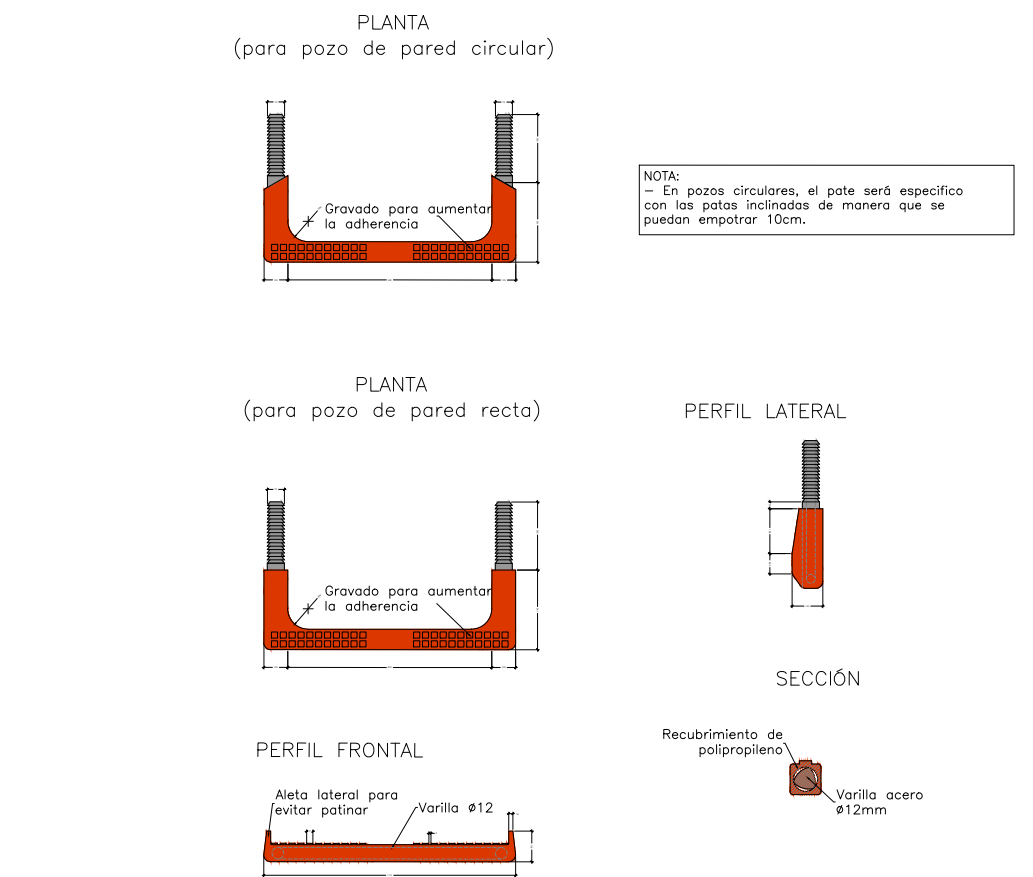 PLANTA
(para pozo de pared circular)
NOTA:
– En pozos circulares, el pate será especifico
con las patas inclinadas de manera que se
puedan empotrar 10cm.
Gravado para aumentar
la adherencia
PLANTA
(para pozo de pared recta)
PERFIL LATERAL
Gravado para aumentar
la adherencia
SECCIÓN
Recubrimiento de
polipropileno
Varilla acero
ø12mm
PERFIL FRONTAL
Aleta lateral para
evitar patinar
Varilla ø12